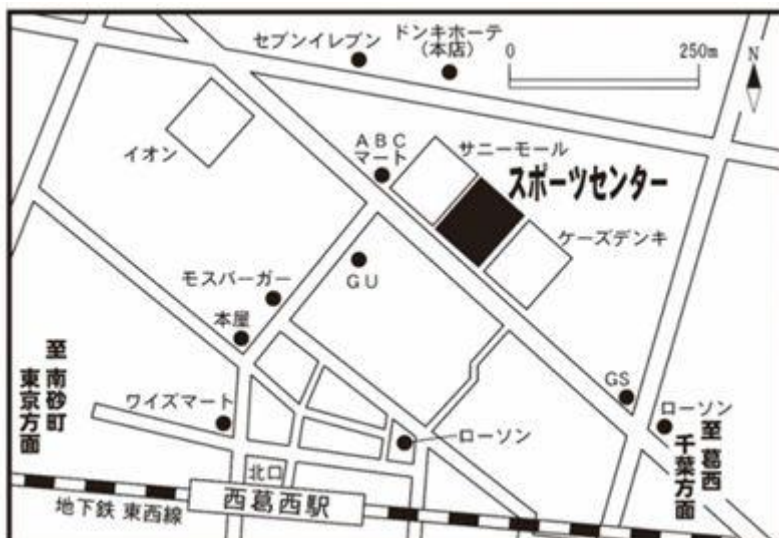 セブンイレブン
ドンキホーテ
(本店)
0 250m
N
イオン
ABC
マート
サニーモール
スポーツセンター
ケーズデンキ
モスバーガー
GU
本屋
至 南砂町
東京方面
ワイズマート
ローソン
GS
ローソン
至 葛西
千葉方面
北口
地下鉄 東西線
西葛西駅